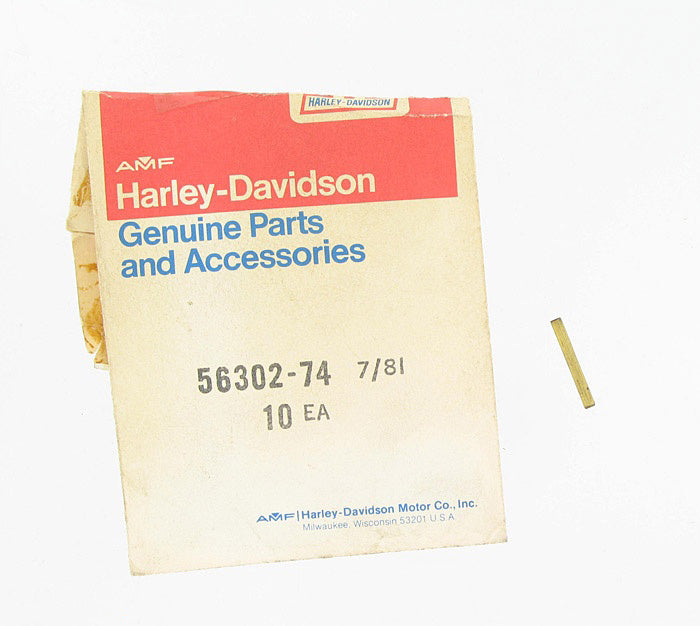 HARLEY-DAVIDSON
AMF
Harley-Davidson
Genuine Parts
and Accessories
56302-74 7/81
10 EA
AMF | Harley-Davidson Motor Co., Inc.
Milwaukee, Wisconsin 53201 U.S.A.